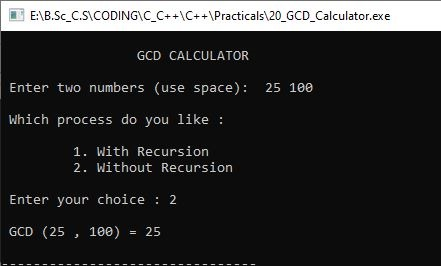 E:\B.Sc_C.S\CODING\C_C++\C++\Practicals\20_GCD_Calculator.exe
GCD CALCULATOR
Enter two numbers (use space):  25 100
Which process do you like :
1. With Recursion
2. Without Recursion
Enter your choice : 2
GCD (25 , 100) = 25
--------------------------------